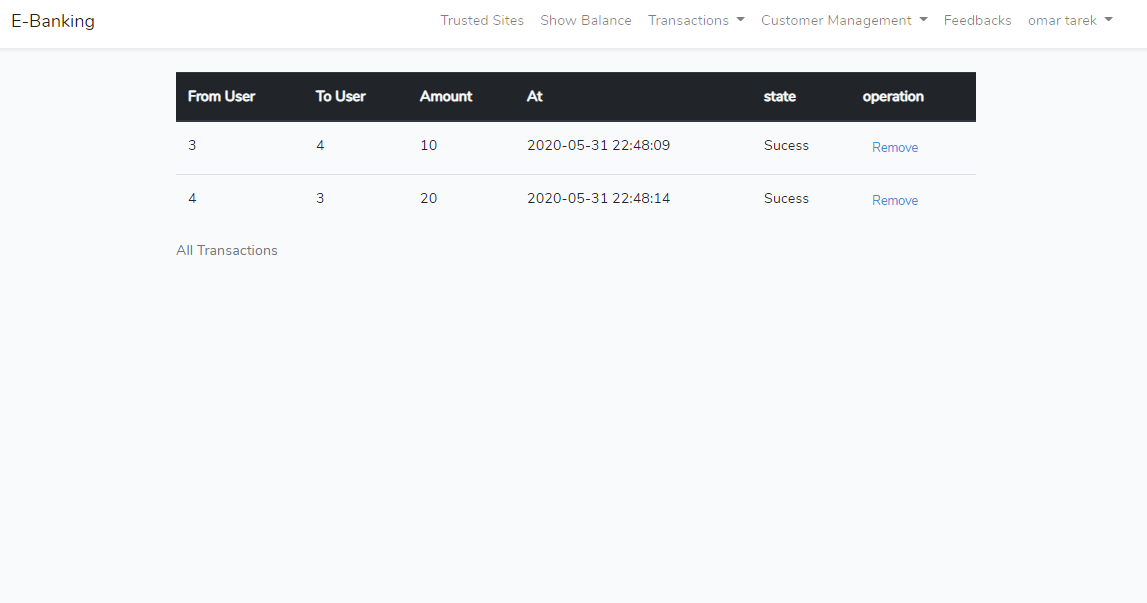 E-Banking Trusted Sites Show Balance Transactions Customer Management Feedbacks omar tarek
From User To User Amount At state operation
3 4 10 2020-05-31 22:48:09 Sucess Remove
4 3 20 2020-05-31 22:48:14 Sucess Remove
All Transactions